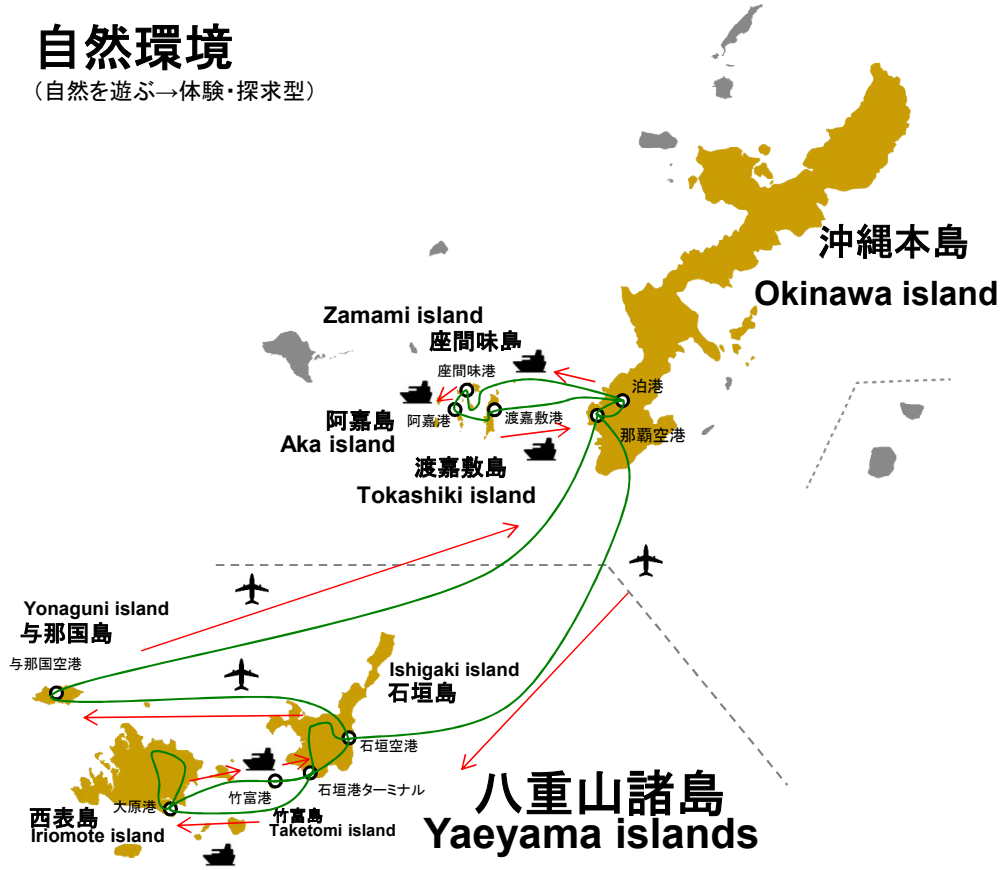 自然環境
（自然を遊ぶ→体験・探求型）
沖縄本島
Okinawa island
Zamami island
座間味島
座間味港
泊港
阿嘉島
阿嘉港
渡嘉敷港
Aka island
那覇空港
渡嘉敷島
Tokashiki island
Yonaguni island
与那国島
与那国空港
Ishigaki island
石垣島
石垣空港
石垣港ターミナル
竹富港
大原港
西表島
Iriomote island
竹富島
Taketomi island
八重山諸島
Yaeyama islands